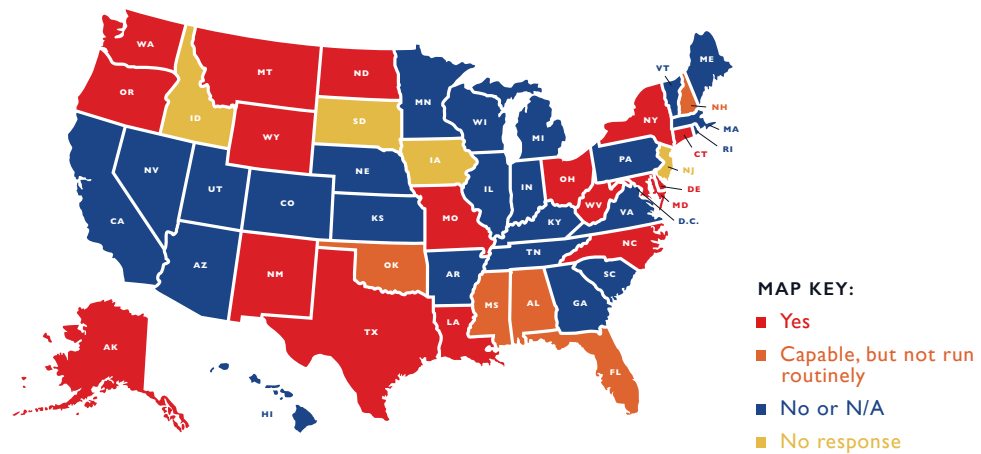 WA
MT
ND
MN
ME
VT
OR
ID
WY
SD
WI
MI
NY
NH
MA
RI
CT
NV
UT
NE
IA
IL
IN
OH
PA
NJ
CA
CO
KS
MO
KY
WV
VA
DE
MD
D.C.
AZ
NM
OK
AR
TN
NC
SC
TX
LA
MS
AL
GA
FL
AK
HI
MAP KEY:
Yes
Capable, but not run
routinely
No or N/A
No response